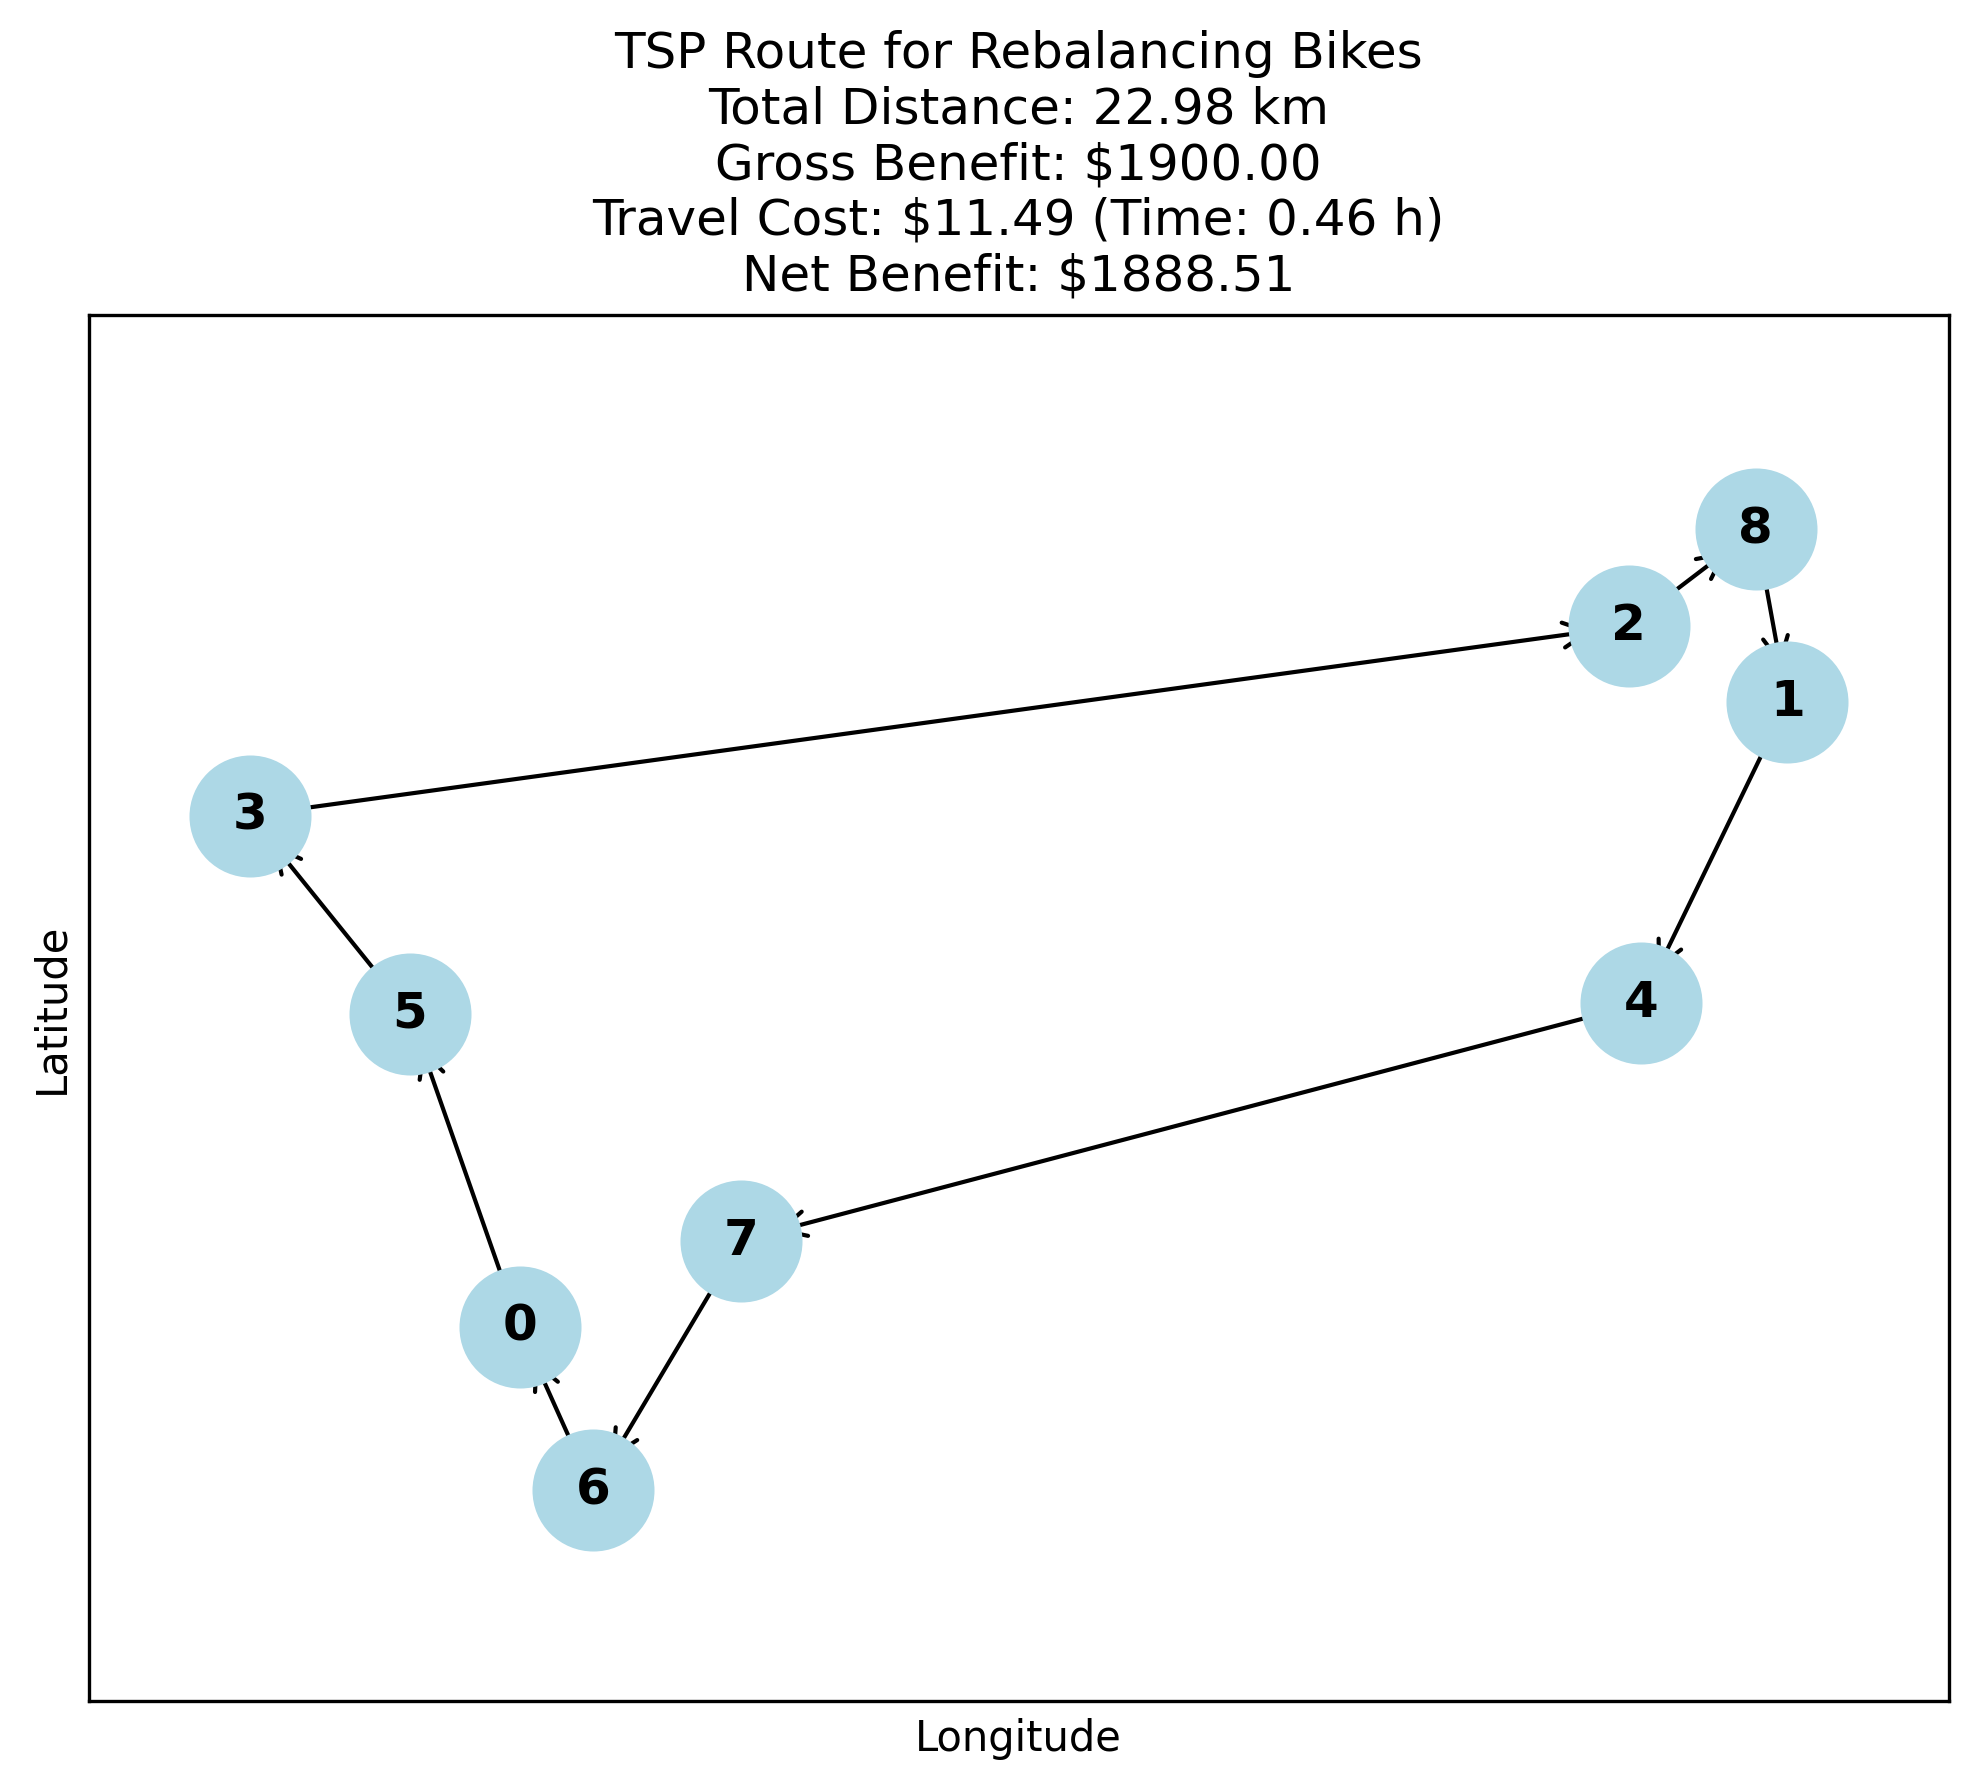 TSP Route for Rebalancing Bikes
Total Distance: 22.98 km
Gross Benefit: $1900.00
Travel Cost: $11.49 (Time: 0.46 h)
Net Benefit: $1888.51
8
2
1
3
4
5
7
0
6
Latitude
Longitude